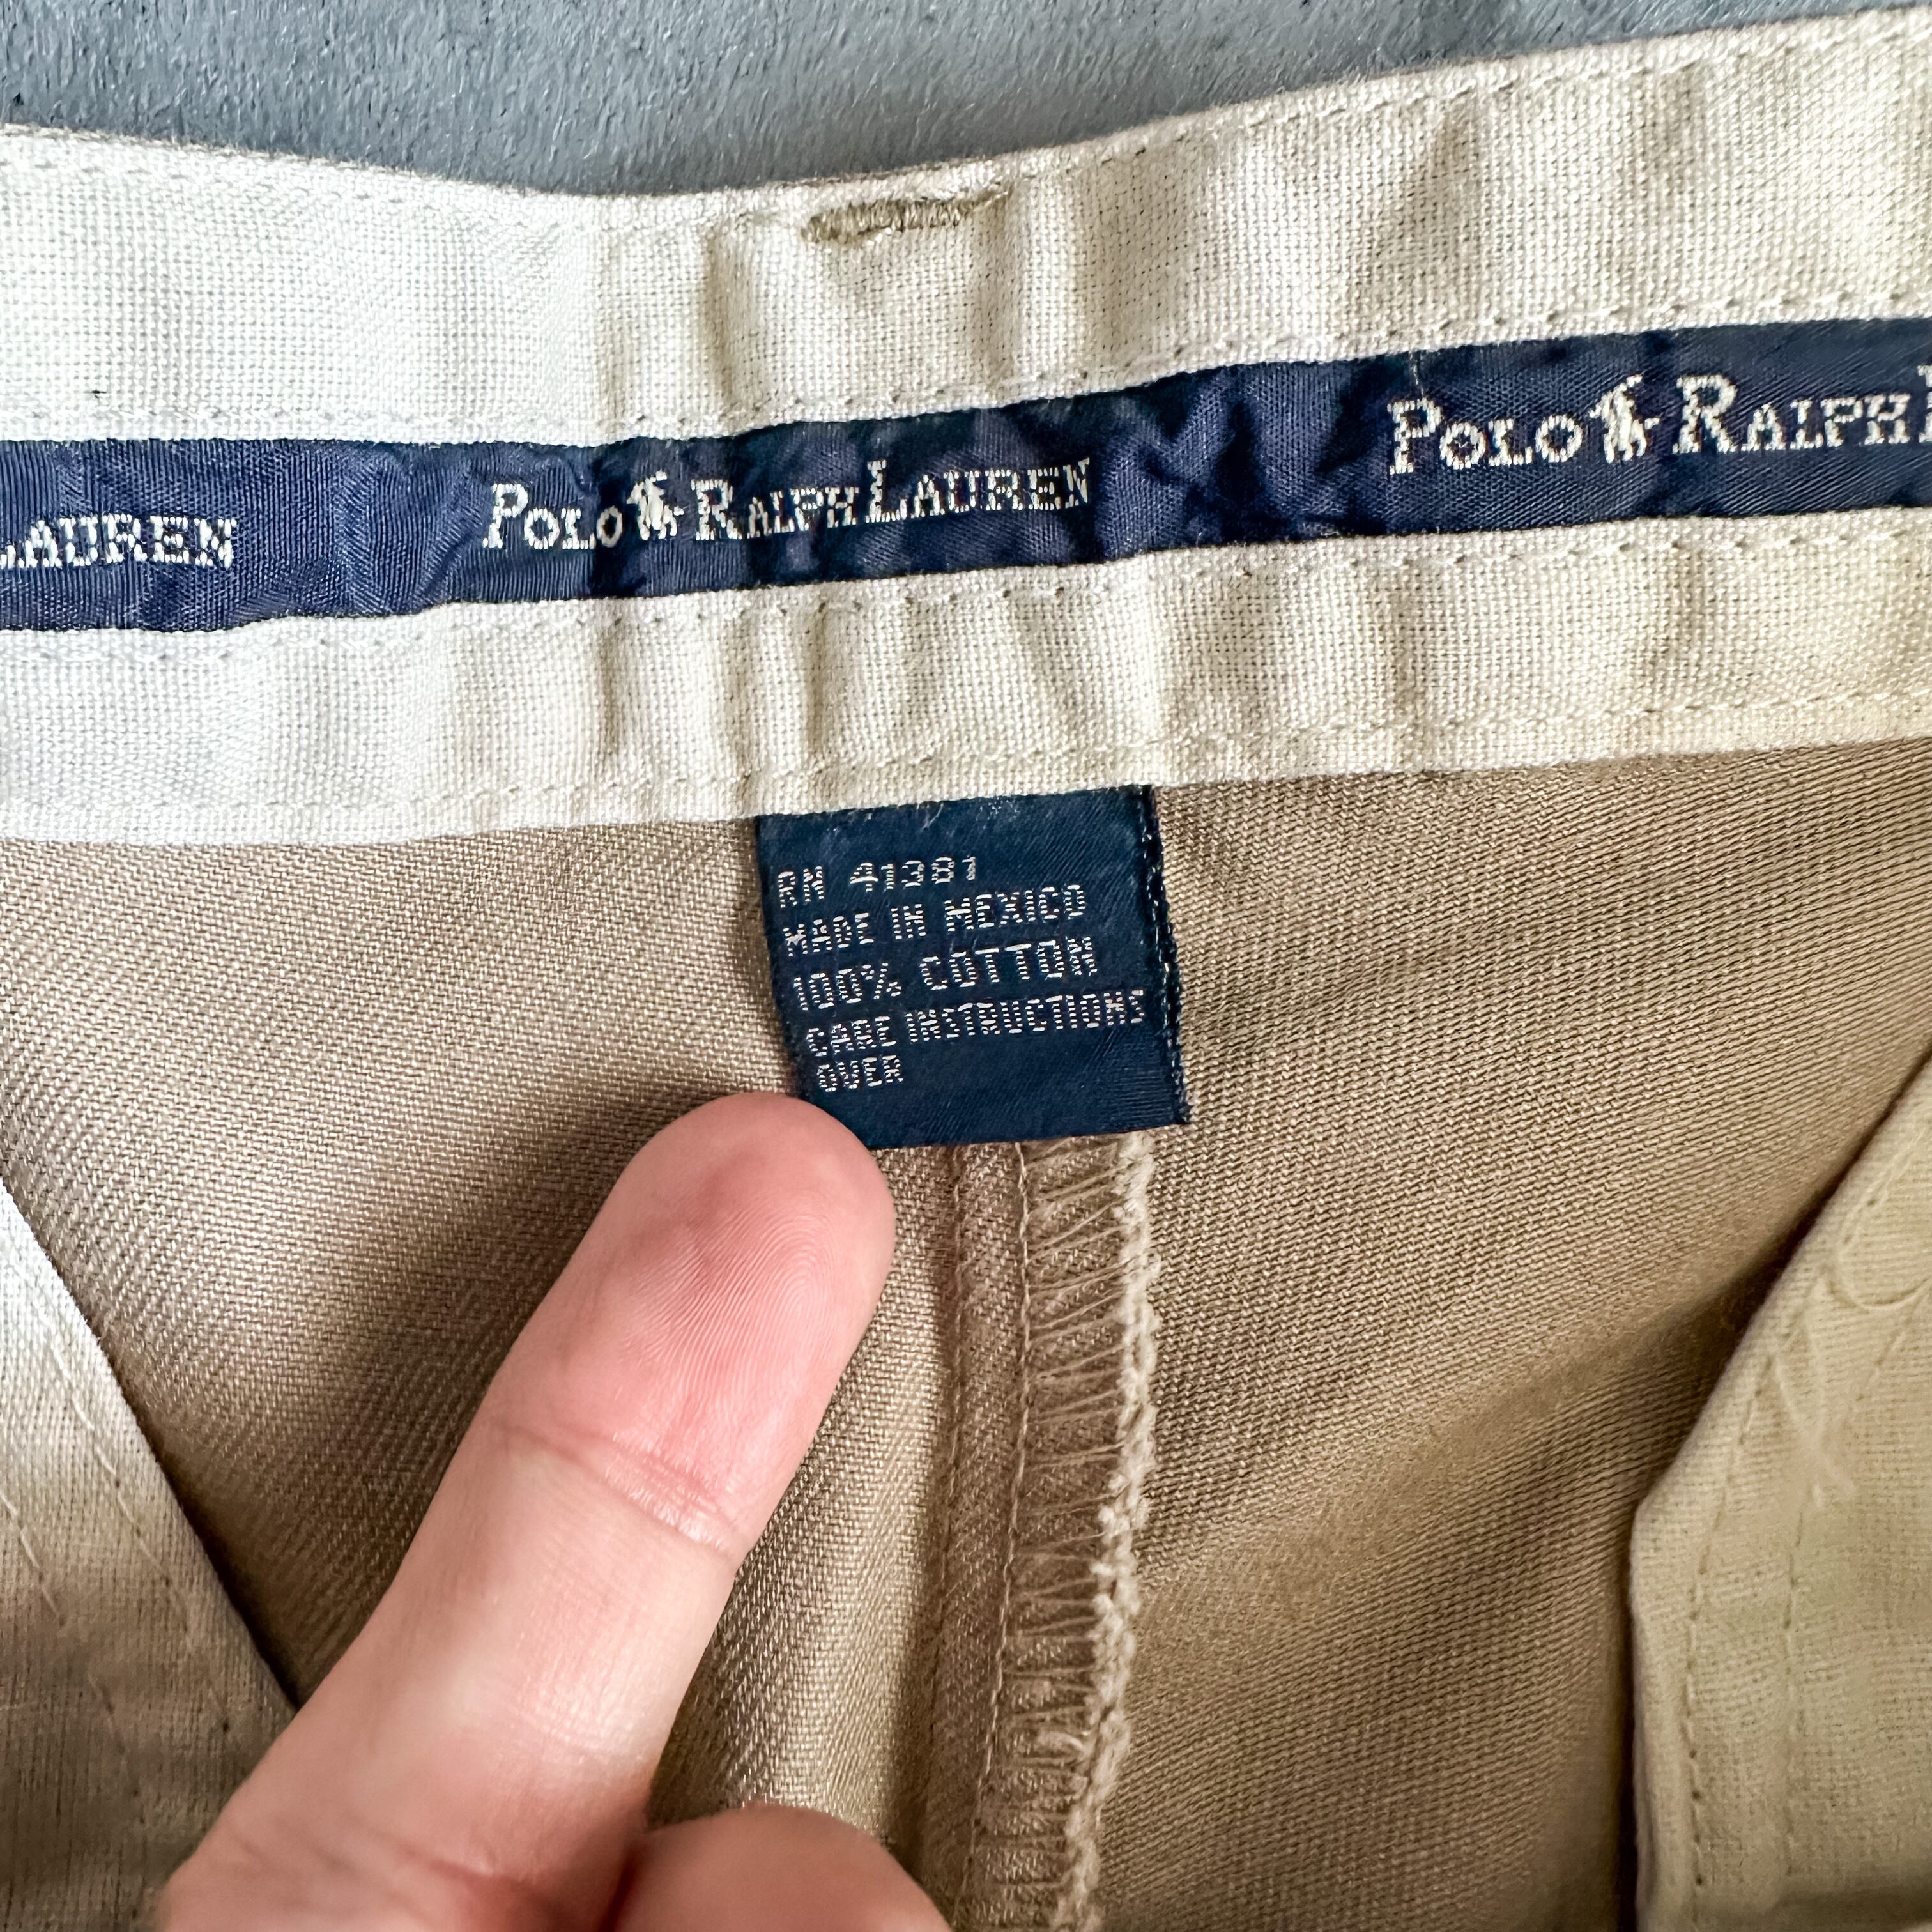 LAUREN
POLO RALPH LAUREN
POLO RALPH
RN 41381
MADE IN MEXICO
100% COTTON
CARE INSTRUCTIONS
OVER